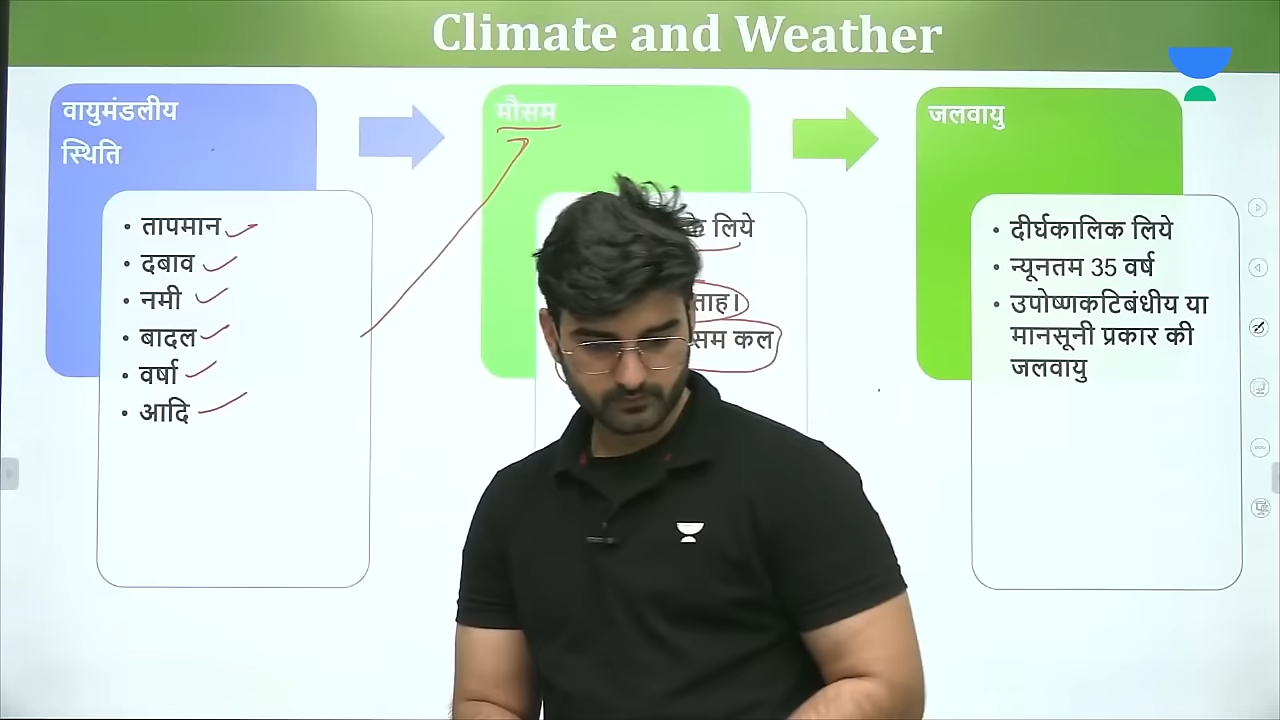 Climate and Weather
वायुमंडलीय
स्थिति
तापमान
दबाव
नमी
बादल
वर्षा
आदि
मौसम
के लिये
कल
जलवायु
दीर्घकालिक लिये
न्यूनतम 35 वर्ष
उपोष्णकटिबंधीय या
मानसूनी प्रकार की
जलवायु